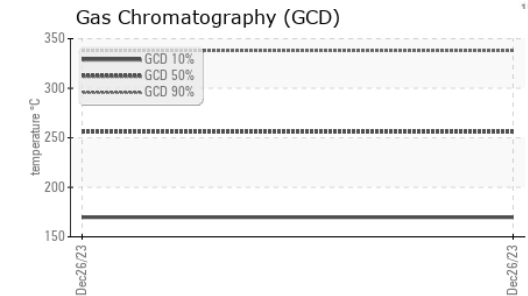 Gas Chromatography (GCD)
temperature °C
350
300
250
200
150
GCD 10%
GCD 50%
GCD 90%
Dec26/23
Dec26/23